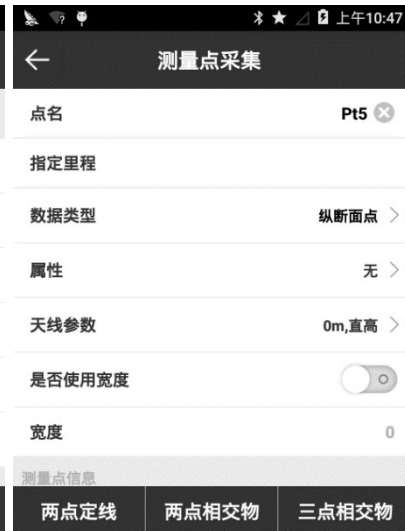 上午10:47
测量点采集
点名 Pt5
指定里程
数据类型 纵断面点
属性 无
天线参数 0m,直高
是否使用宽度
宽度 0
测量点信息
两点定线 两点相交物 三点相交物